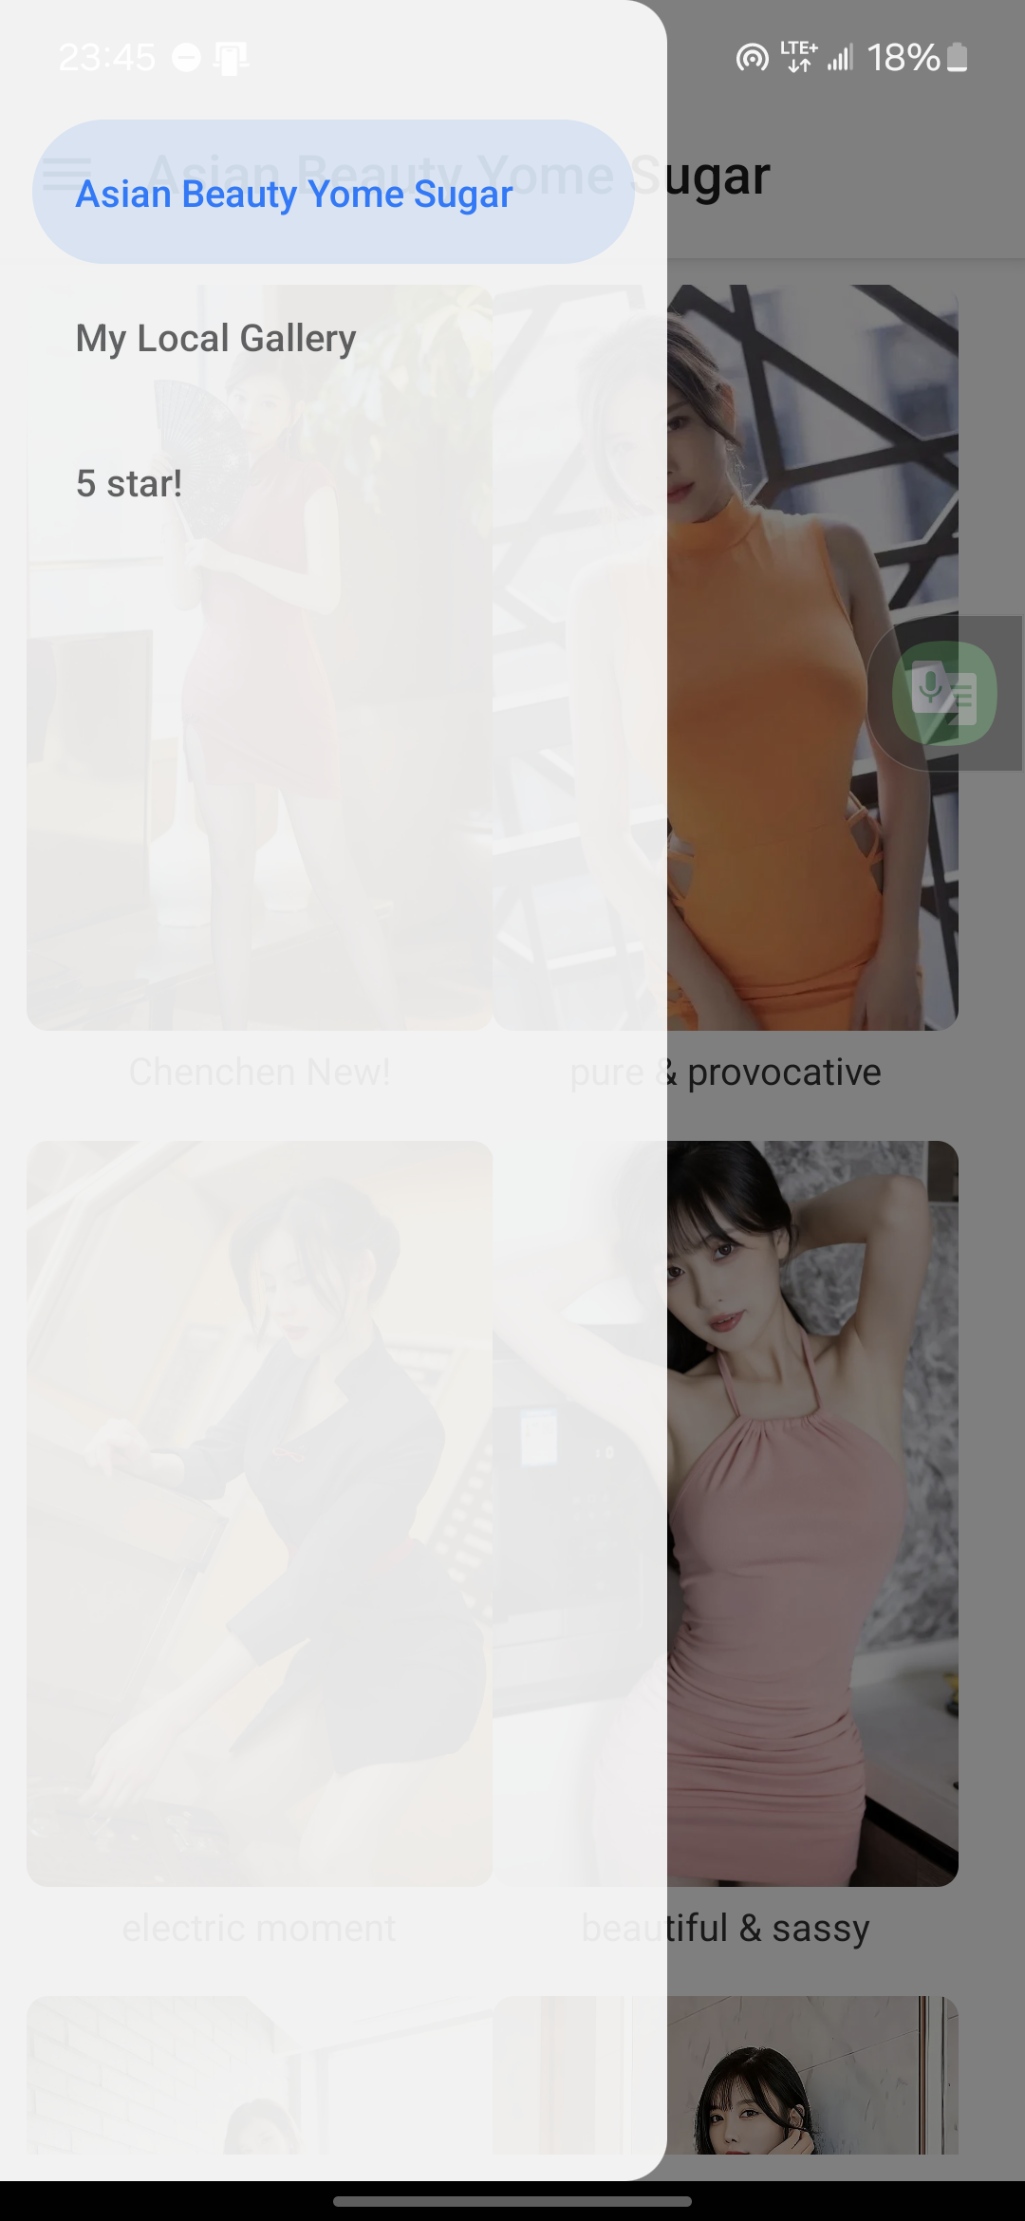 23:45
LTE+
18%
Asian Beauty Yome Sugar
Asian Beauty Yome Sugar
My Local Gallery
5 star!
Chenchen New!
pure & provocative
electric moment
beautiful & sassy